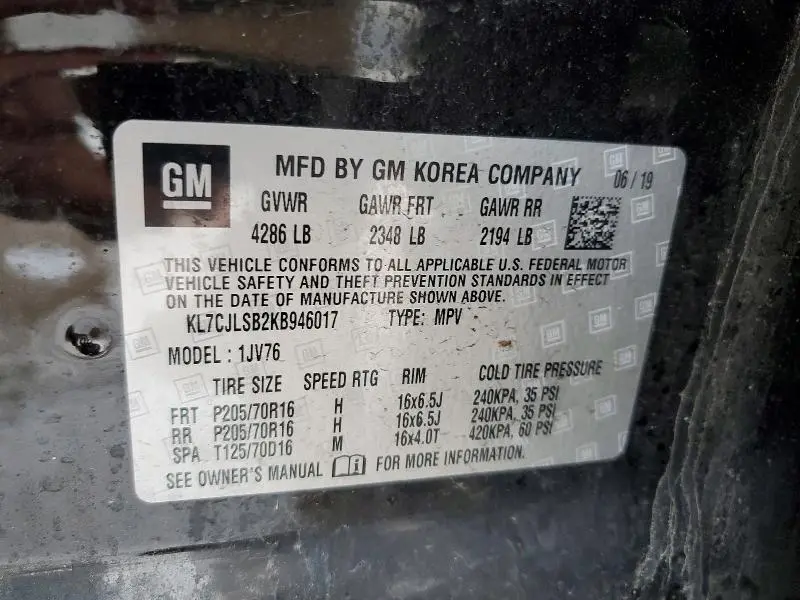 GM MFD BY GM KOREA COMPANY 06/19
GVWR GAWR FRT GAWR RR
4286 LB 2348 LB 2194 LB
THIS VEHICLE CONFORMS TO ALL APPLICABLE U.S. FEDERAL MOTOR
VEHICLE SAFETY AND THEFT PREVENTION STANDARDS IN EFFECT
ON THE DATE OF MANUFACTURE SHOWN ABOVE.
KL7CJLSB2KB946017 TYPE: MPV
MODEL : 1JV76
TIRE SIZE SPEED RTG RIM COLD TIRE PRESSURE
FRT P205/70R16 H 16x6.5J 240KPA, 35 PSI
RR P205/70R16 H 16x6.5J 240KPA, 35 PSI
SPA T125/70D16 M 16x4.0T 420KPA, 60 PSI
SEE OWNER'S MANUAL FOR MORE INFORMATION.